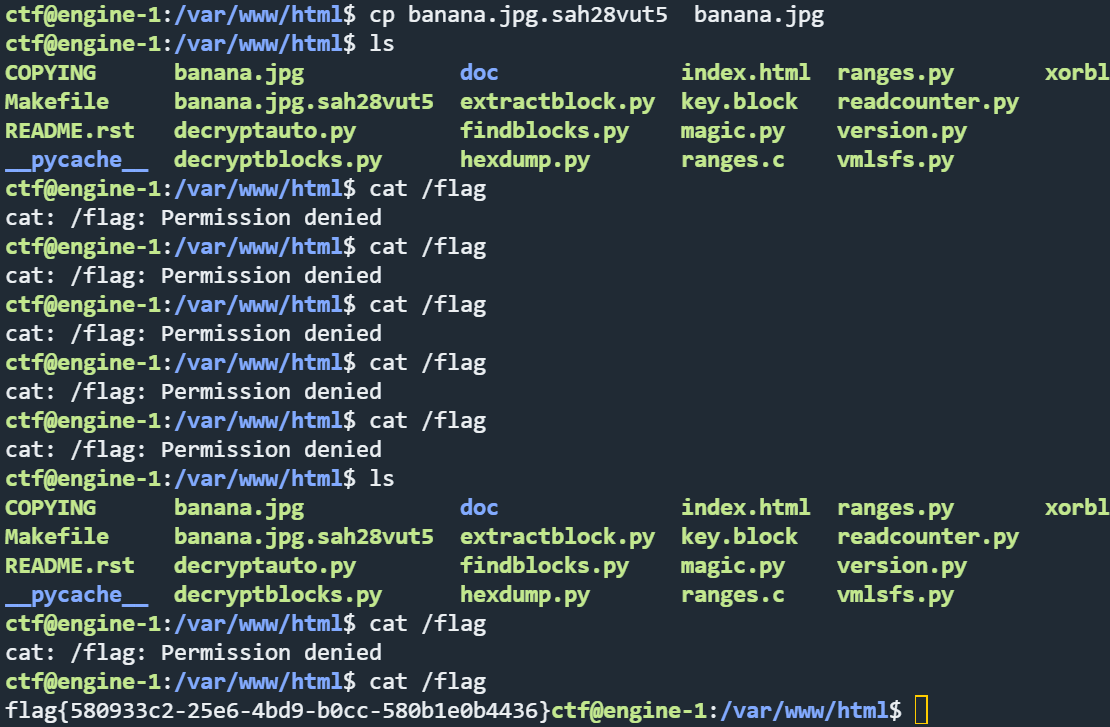 ctf@engine-1:/var/www/html$ cp banana.jpg.sah28vut5  banana.jpg
ctf@engine-1:/var/www/html$ ls
COPYING      banana.jpg            doc              index.html   ranges.py       xorbl
Makefile     banana.jpg.sah28vut5  extractblock.py  key.block    readcounter.py
README.rst   decryptauto.py        findblocks.py    magic.py     version.py
__pycache__  decryptblocks.py      hexdump.py       ranges.c     vmlsfs.py
ctf@engine-1:/var/www/html$ cat /flag
cat: /flag: Permission denied
ctf@engine-1:/var/www/html$ cat /flag
cat: /flag: Permission denied
ctf@engine-1:/var/www/html$ cat /flag
cat: /flag: Permission denied
ctf@engine-1:/var/www/html$ cat /flag
cat: /flag: Permission denied
ctf@engine-1:/var/www/html$ cat /flag
cat: /flag: Permission denied
ctf@engine-1:/var/www/html$ ls
COPYING      banana.jpg            doc              index.html   ranges.py       xorbl
Makefile     banana.jpg.sah28vut5  extractblock.py  key.block    readcounter.py
README.rst   decryptauto.py        findblocks.py    magic.py     version.py
__pycache__  decryptblocks.py      hexdump.py       ranges.c     vmlsfs.py
ctf@engine-1:/var/www/html$ cat /flag
cat: /flag: Permission denied
ctf@engine-1:/var/www/html$ cat /flag
flag{580933c2-25e6-4bd9-b0cc-580b1e0b4436}ctf@engine-1:/var/www/html$